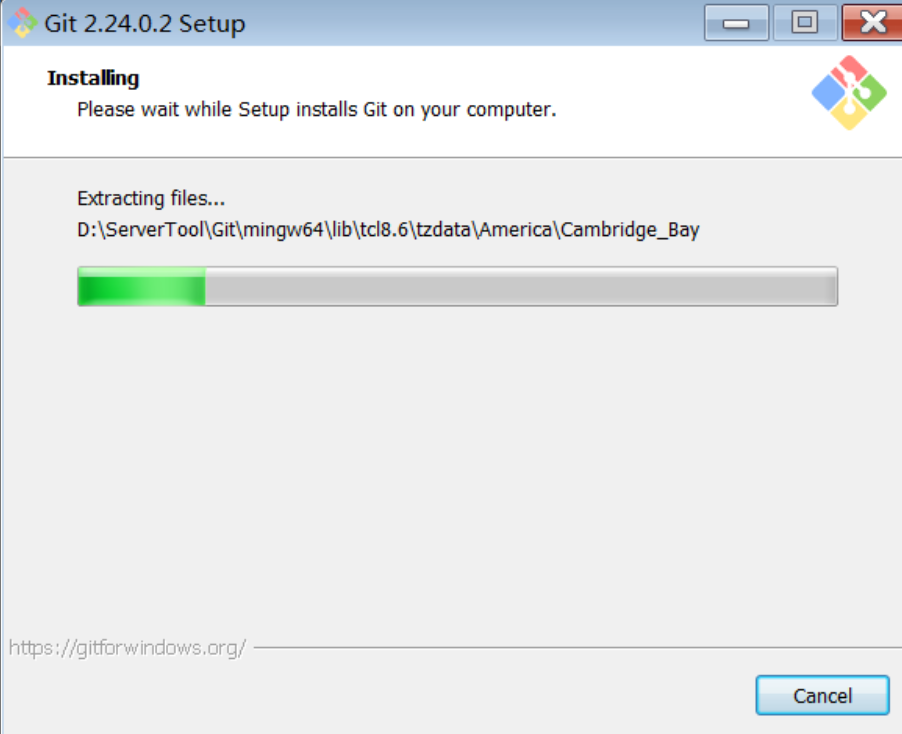 Git 2.24.0.2 Setup
Installing
Please wait while Setup installs Git on your computer.
Extracting files...
D:\ServerTool\Git\mingw64\lib\tcl8.6\tzdata\America\Cambridge_Bay
https://gitforwindows.org/
Cancel